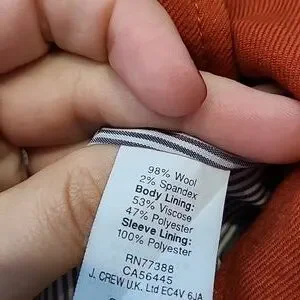 98% Wool
2% Spandex
Body Lining:
53% Viscose
47% Polyester
Sleeve Lining:
100% Polyester
RN77388
CA56445
J. CREW U.K. Ltd EC4V 6JA